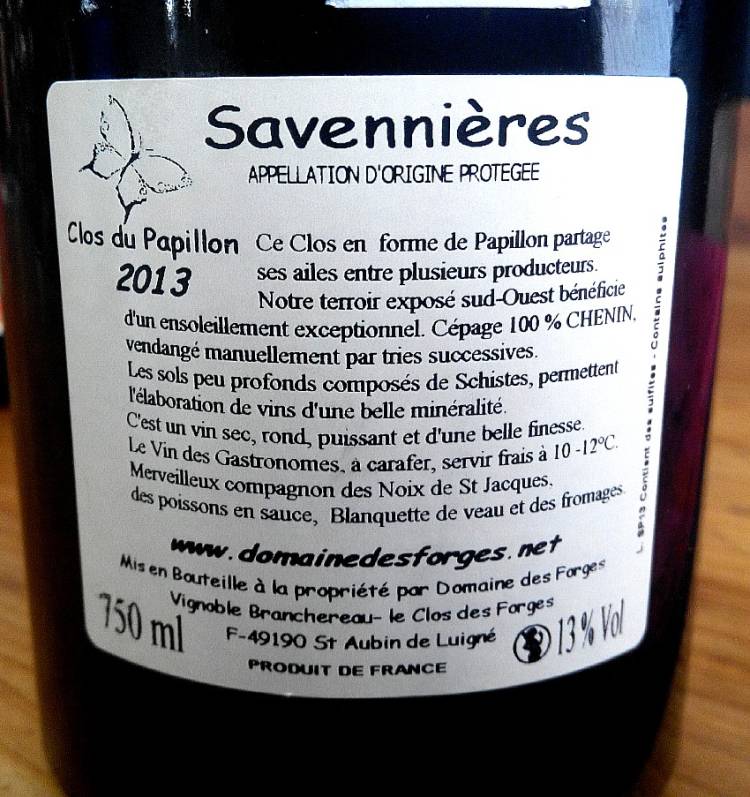 Savennières
APPELLATION D'ORIGINE PROTEGEE
Clos du Papillon
2013
Ce Clos en forme de Papillon partage
ses ailes entre plusieurs producteurs.
Notre terroir exposé sud-Ouest bénéficie
d'un ensoleillement exceptionnel. Cépage 100 % CHENIN,
vendangé manuellement par tries successives.
Les sols peu profonds composés de Schistes, permettent
l'élaboration de vins d'une belle minéralité.
C'est un vin sec, rond, puissant et d'une belle finesse.
Le Vin des Gastronomes, à carafer, servir frais à 10 -12°C.
Merveilleux compagnon des Noix de St Jacques,
des poissons en sauce, Blanquette de veau et des fromages.
www.domainedesforges.net
Mis en Bouteille à la propriété par Domaine des Forges
Vignoble Branchereau- le Clos des Forges
F-49190 St Aubin de Luigné
PRODUIT DE FRANCE
750 ml
13 % Vol
L. SP13 Contient des sulfites - Contains sulphites